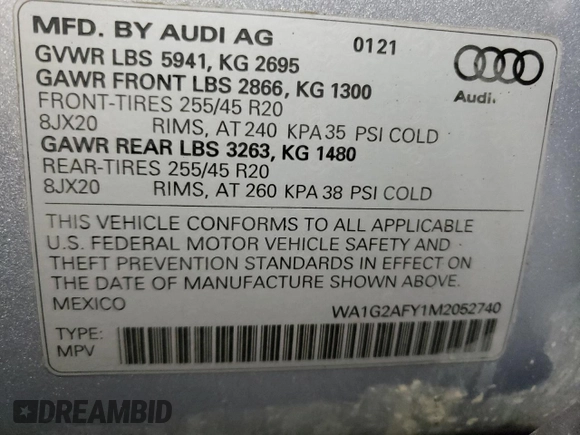 MFD. BY AUDI AG 0121
GVWR LBS 5941, KG 2695
GAWR FRONT LBS 2866, KG 1300
FRONT-TIRES 255/45 R20
8JX20 RIMS, AT 240 KPA 35 PSI COLD
GAWR REAR LBS 3263, KG 1480
REAR-TIRES 255/45 R20
8JX20 RIMS, AT 260 KPA 38 PSI COLD
Audi.
THIS VEHICLE CONFORMS TO ALL APPLICABLE
U.S. FEDERAL MOTOR VEHICLE SAFETY AND
THEFT PREVENTION STANDARDS IN EFFECT ON
THE DATE OF MANUFACTURE SHOWN ABOVE.
MEXICO WA1G2AFY1M2052740
TYPE:
MPV
DREAMBID